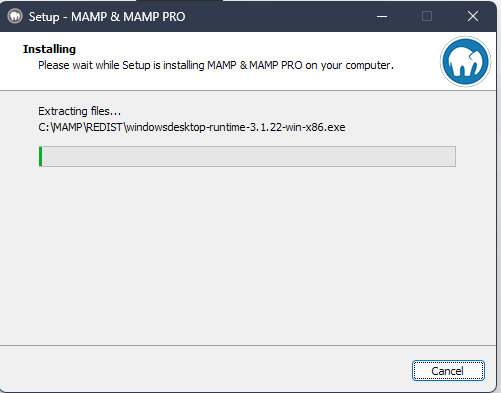 Setup - MAMP & MAMP PRO
Installing
Please wait while Setup is installing MAMP & MAMP PRO on your computer.
Extracting files...
C:\MAMP\REDIST\windowsdesktop-runtime-3.1.22-win-x86.exe
Cancel